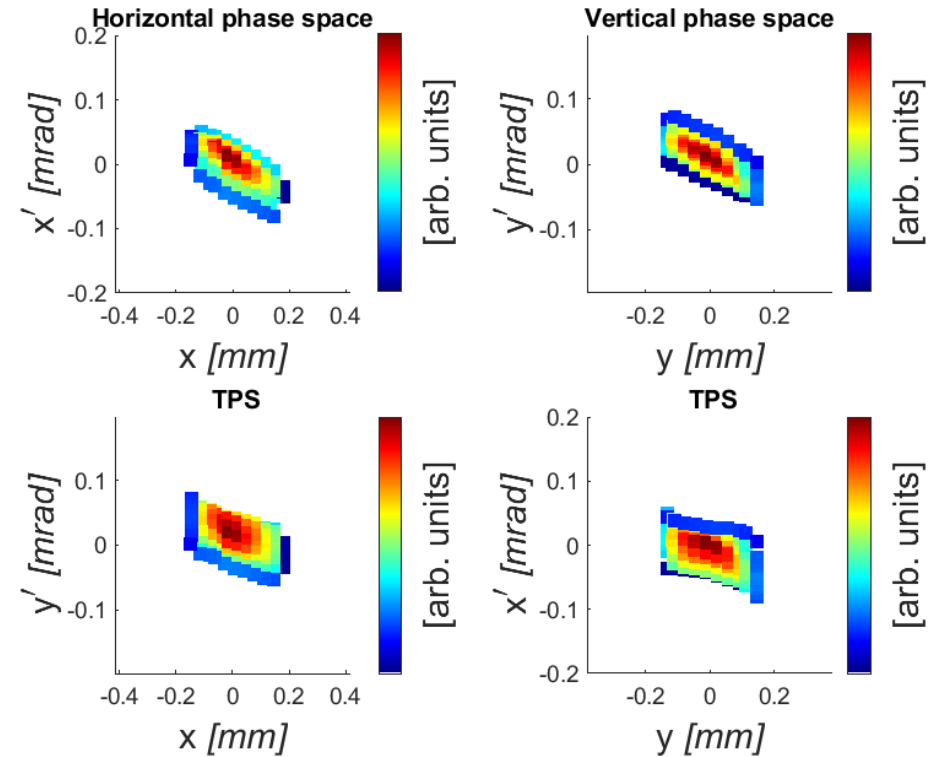 Horizontal phase space
0.2
0.1
0
-0.1
-0.2
x′ [mrad]
-0.4 -0.2 0 0.2 0.4
x [mm]
[arb. units]
Vertical phase space
0.1
0
-0.1
y′ [mrad]
-0.2 0 0.2
y [mm]
[arb. units]
TPS
0.1
0
-0.1
y′ [mrad]
-0.4 -0.2 0 0.2 0.4
x [mm]
[arb. units]
TPS
0.2
0.1
0
-0.1
-0.2
x′ [mrad]
-0.2 0 0.2
y [mm]
[arb. units]